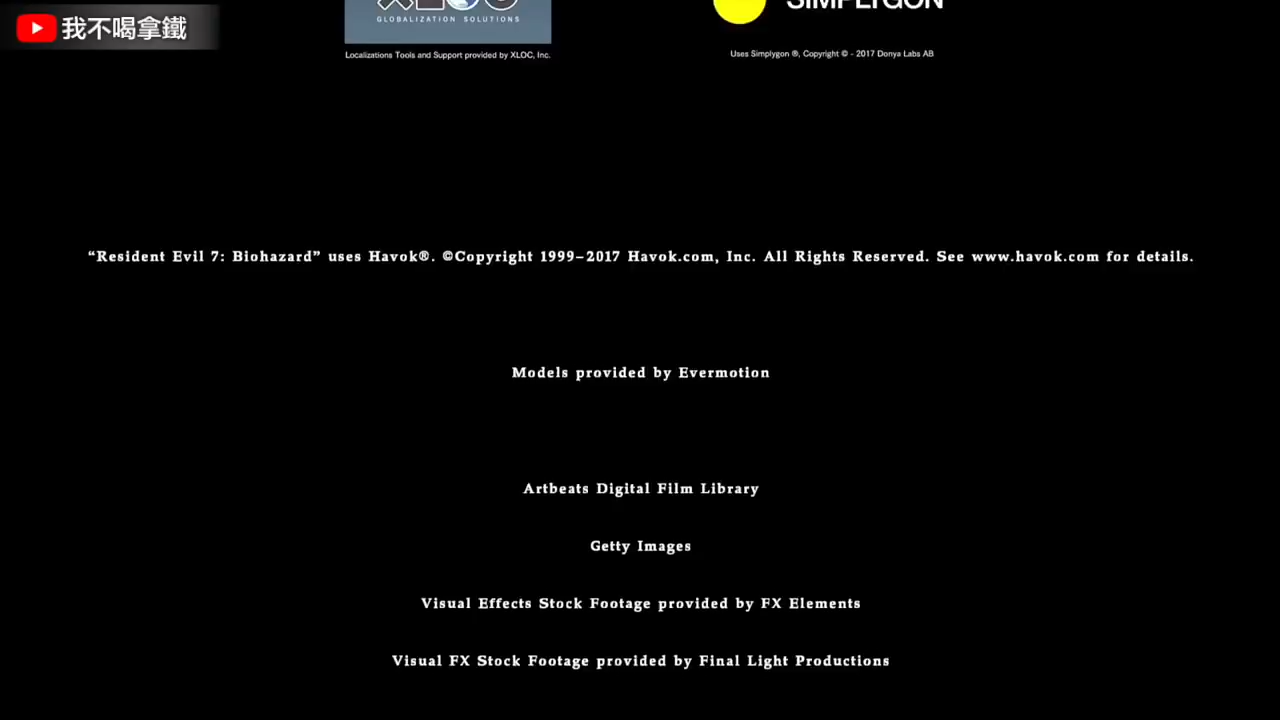 我不喝拿鐵
XLOC
GLOBALIZATION SOLUTIONS
SIMPLYGON
Localizations Tools and Support provided by XLOC, Inc.
Uses Simplygon ®, Copyright © - 2017 Donya Labs AB
“Resident Evil 7: Biohazard” uses Havok®. ©Copyright 1999–2017 Havok.com, Inc. All Rights Reserved. See www.havok.com for details.
Models provided by Evermotion
Artbeats Digital Film Library
Getty Images
Visual Effects Stock Footage provided by FX Elements
Visual FX Stock Footage provided by Final Light Productions